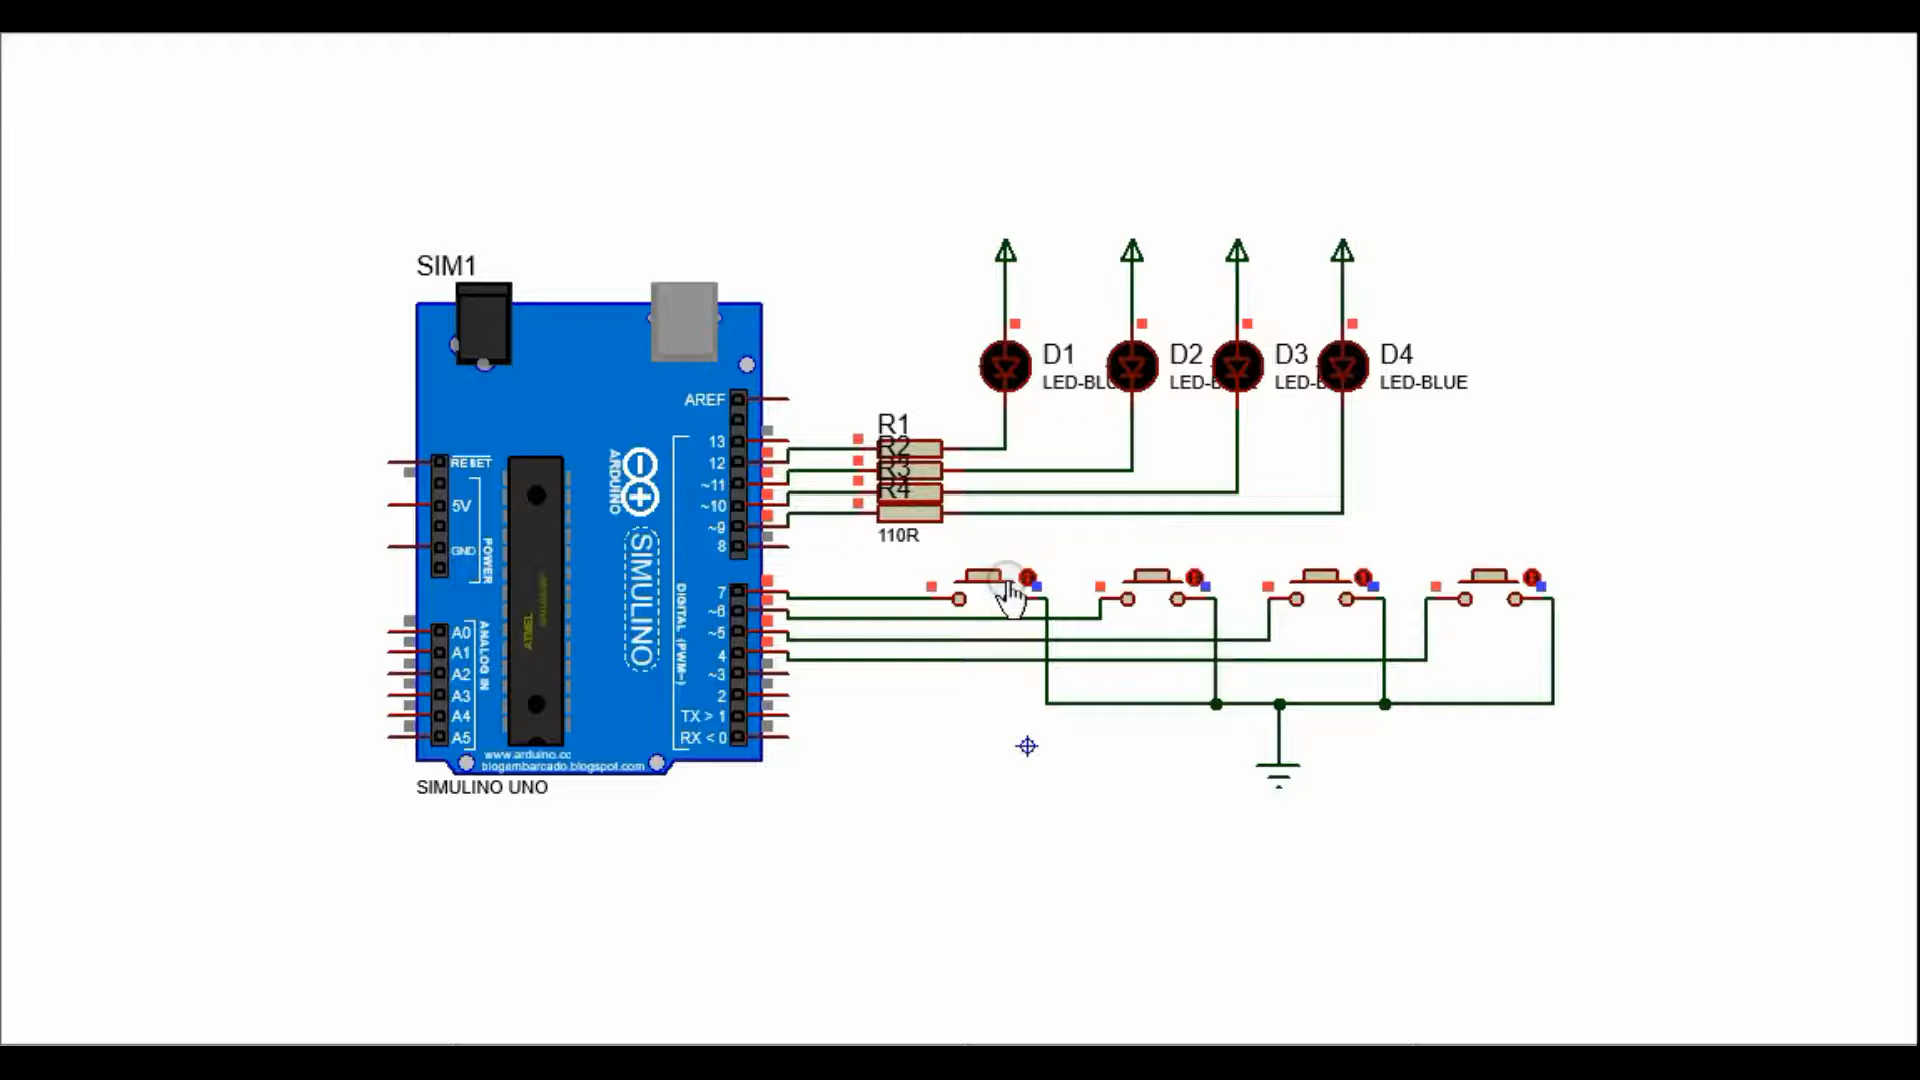 SIM1
D1
LED-BLU
D2
LED-B
D3
LED-B
D4
LED-BLUE
AREF
13
12
~11
~10
~9
8
RESET
5V
GND
POWER
ARDUINO
SIMULINO
R1
R2
R3
R4
110R
7
~6
~5
4
~3
2
TX > 1
RX < 0
DIGITAL (PWM~)
A0
A1
A2
A3
A4
A5
ANALOG IN
ATMEL
www.arduino.cc
blogembarcado.blogspot.com
SIMULINO UNO